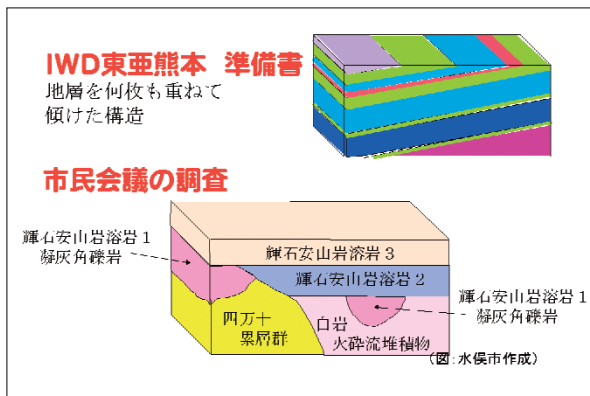 IWD東亜熊本 準備書
地層を何枚も重ねて
傾けた構造
市民会議の調査
輝石安山岩溶岩1
凝灰角礫岩
輝石安山岩溶岩3
輝石安山岩溶岩2
輝石安山岩溶岩1
凝灰角礫岩
四万十
累層群
白岩
火砕流堆積物
(図:水俣市作成)